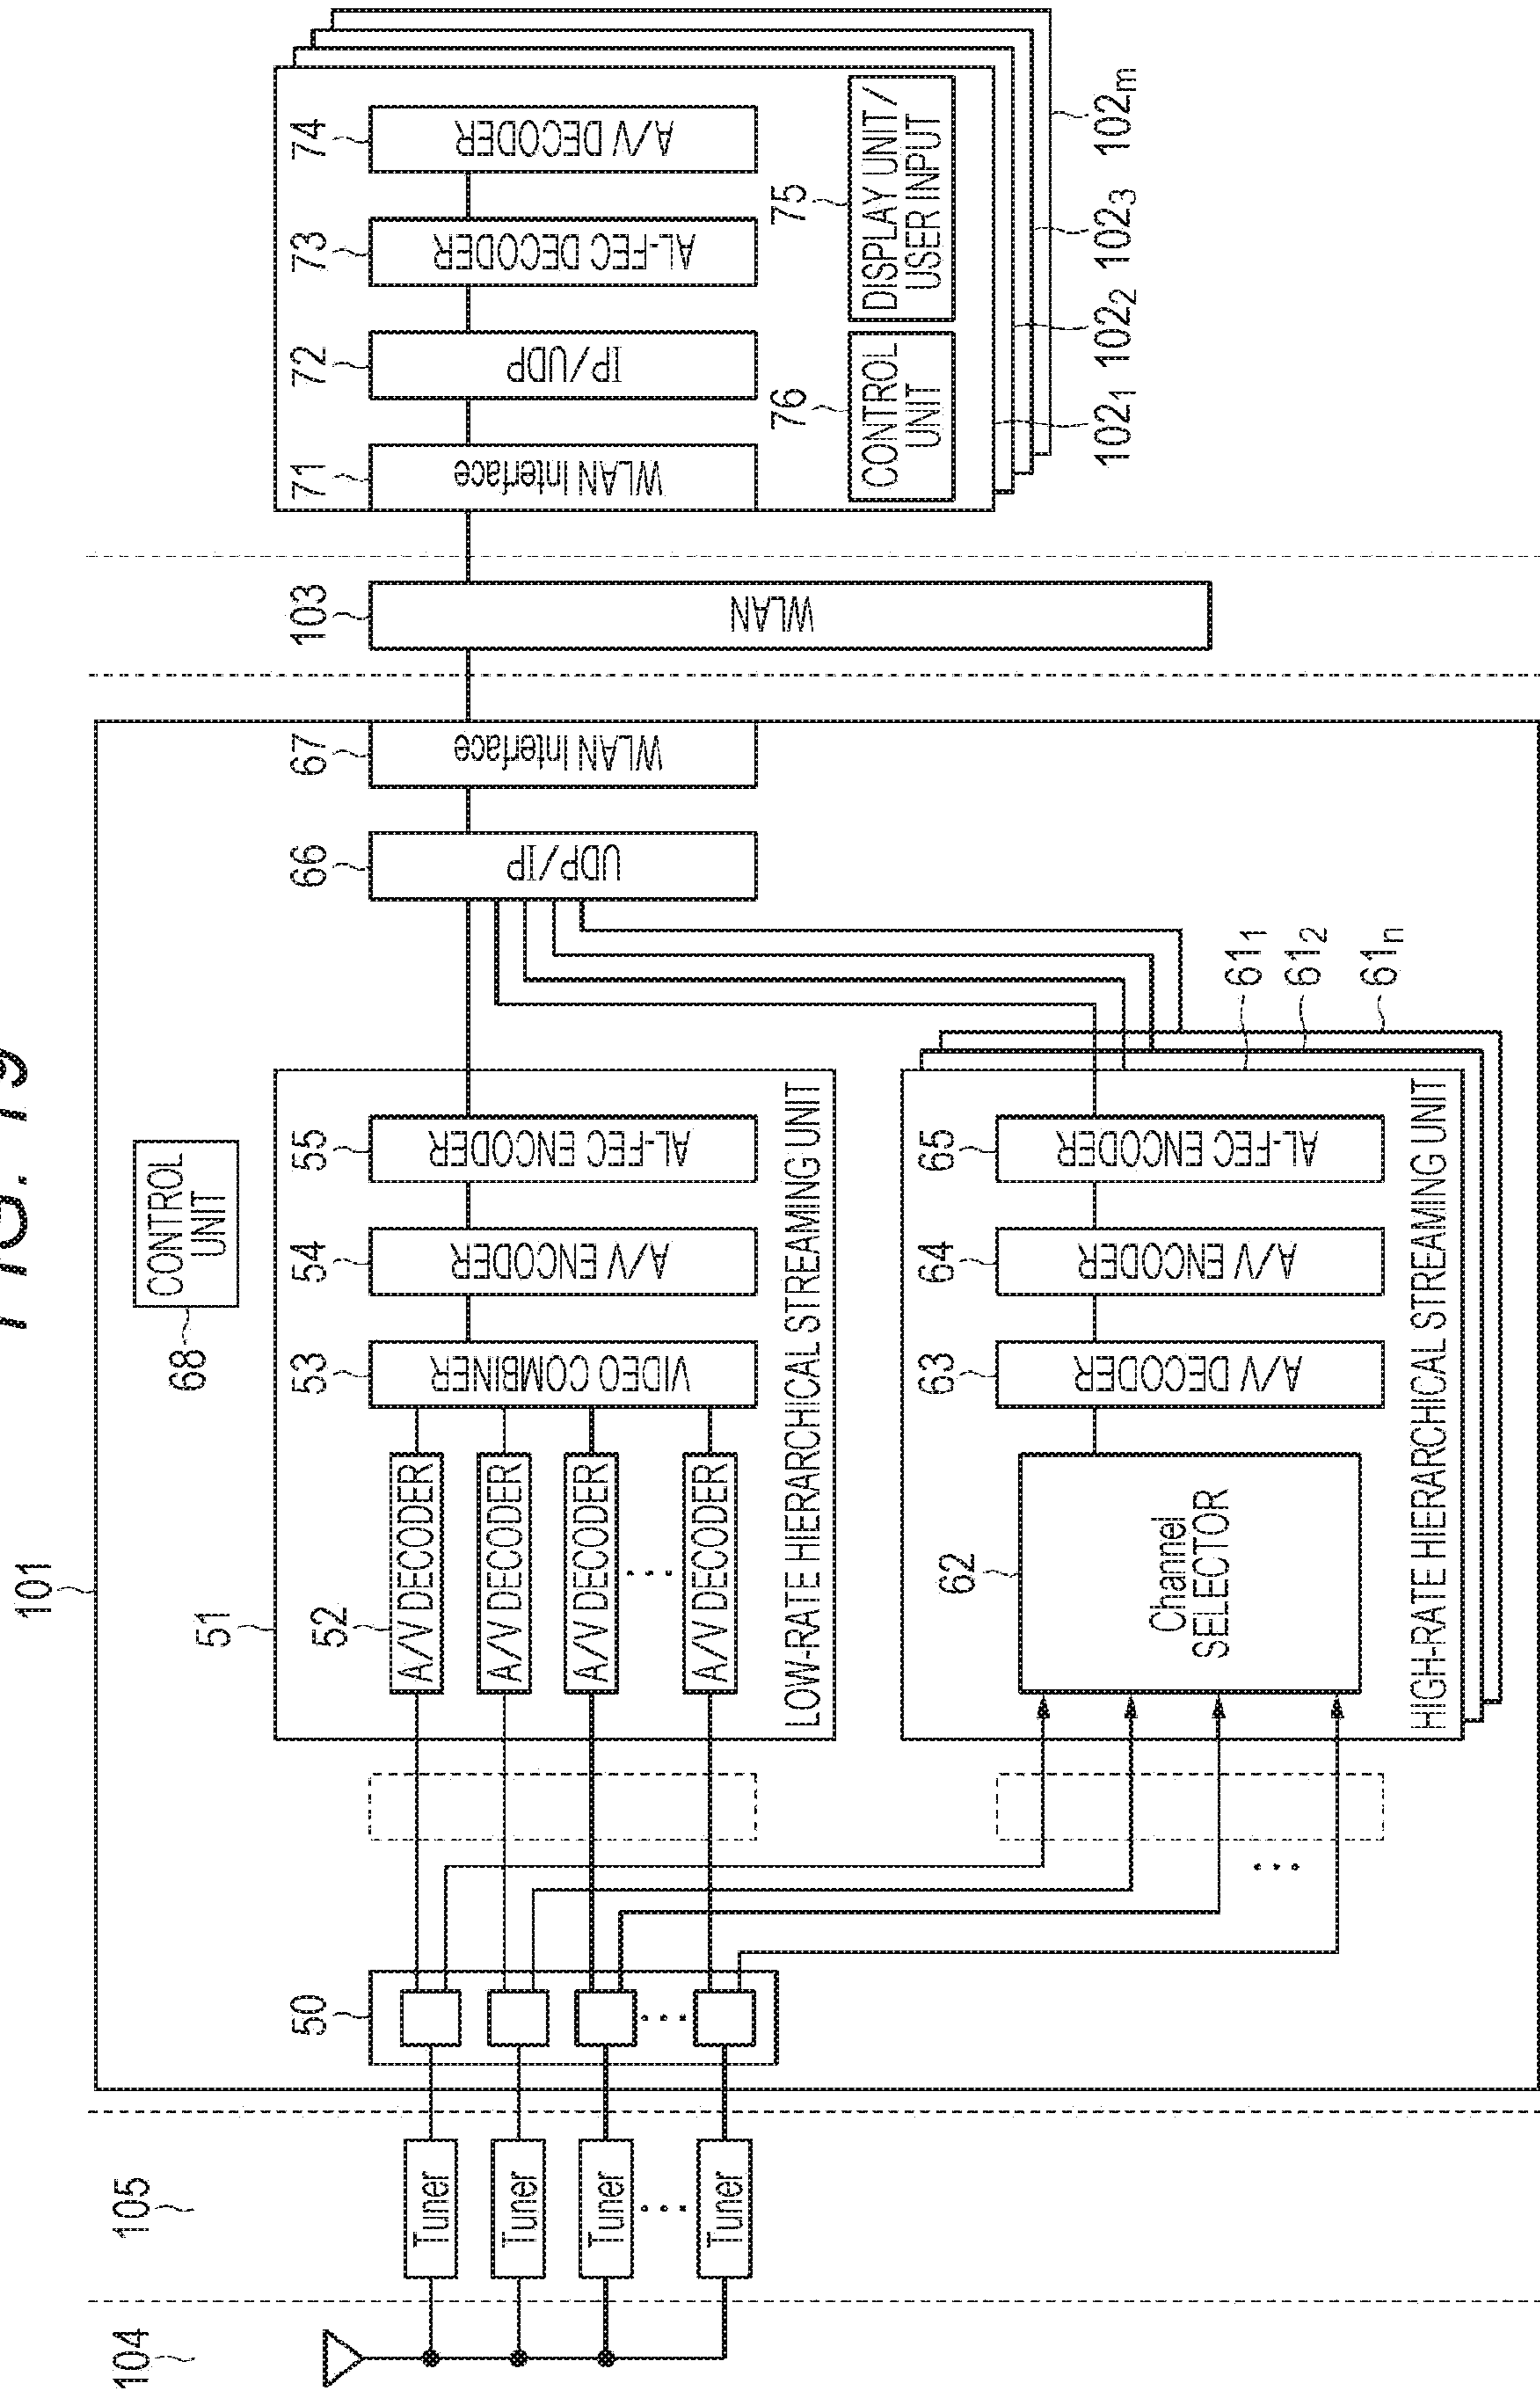 FIG. 19
101
104
105
Tuner
Tuner
Tuner
...
Tuner
50
...
51
52
A/V DECODER
A/V DECODER
A/V DECODER
...
A/V DECODER
53
VIDEO COMBINER
54
A/V ENCODER
55
AL-FEC ENCODER
LOW-RATE HIERARCHICAL STREAMING UNIT
68
CONTROL
UNIT
...
62
Channel
SELECTOR
63
A/V DECODER
64
A/V ENCODER
65
AL-FEC ENCODER
HIGH-RATE HIERARCHICAL STREAMING UNIT
61₁
61₂
61ₙ
66
UDP/IP
67
WLAN Interface
103
WLAN
71
WLAN Interface
72
IP/UDP
73
AL-FEC DECODER
74
A/V DECODER
76
CONTROL
UNIT
75
DISPLAY UNIT/
USER INPUT
102₁
102₂
102₃
102ₘ